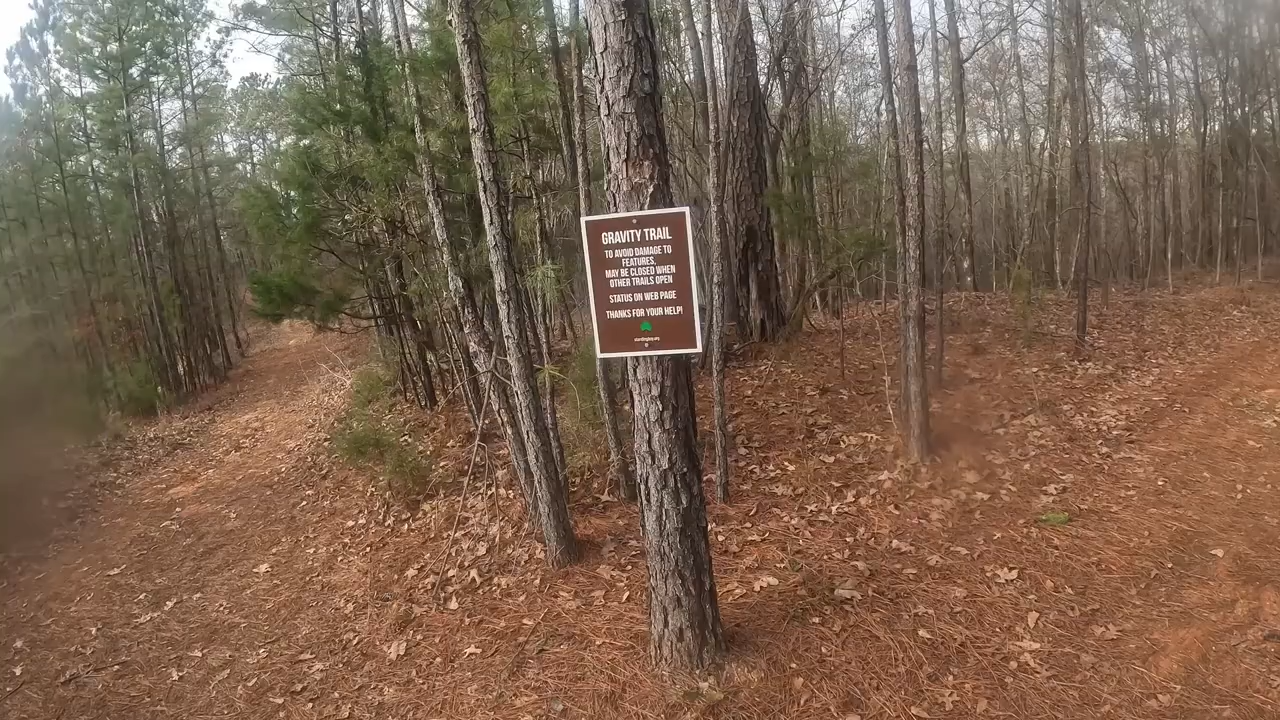 GRAVITY TRAIL
TO AVOID DAMAGE TO
FEATURES,
MAY BE CLOSED WHEN
OTHER TRAILS OPEN
STATUS ON WEB PAGE
THANKS FOR YOUR HELP!